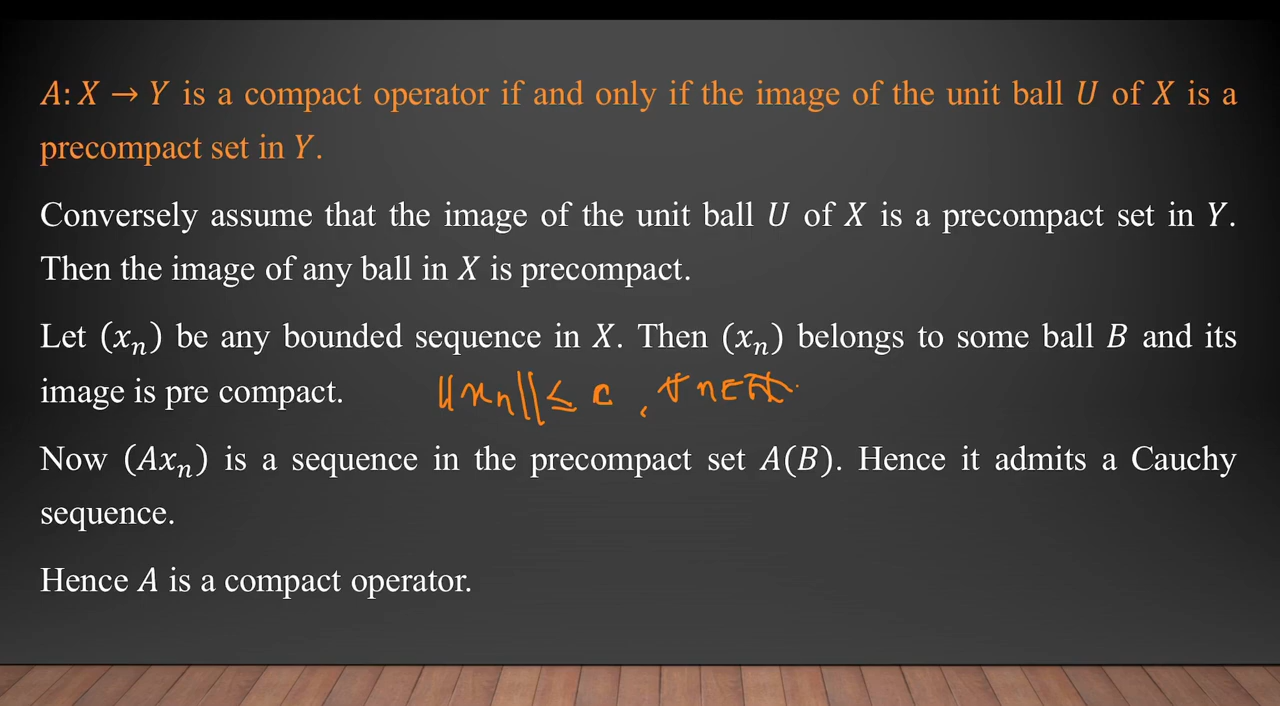 A: X → Y is a compact operator if and only if the image of the unit ball U of X is a
precompact set in Y.
Conversely assume that the image of the unit ball U of X is a precompact set in Y.
Then the image of any ball in X is precompact.
Let (xₙ) be any bounded sequence in X. Then (xₙ) belongs to some ball B and its
image is pre compact.
||xₙ|| ≤ c, ∀ n ∈ ℕ.
Now (Axₙ) is a sequence in the precompact set A(B). Hence it admits a Cauchy
sequence.
Hence A is a compact operator.